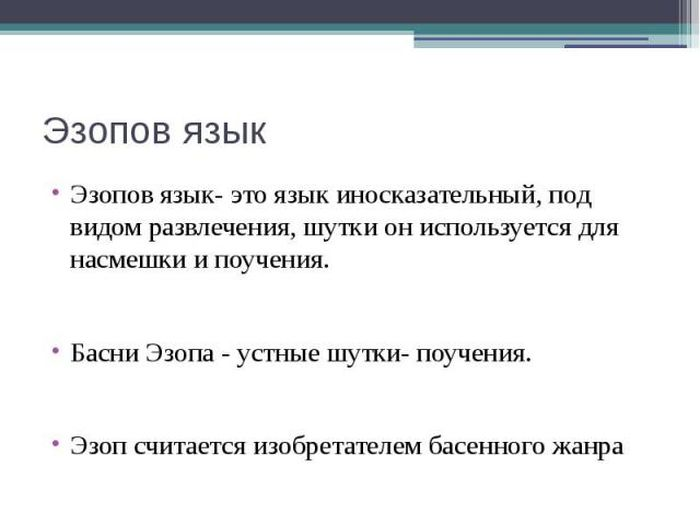 Эзопов язык
• Эзопов язык- это язык иносказательный, под
видом развлечения, шутки он используется для
насмешки и поучения.
• Басни Эзопа - устные шутки- поучения.
• Эзоп считается изобретателем басенного жанра